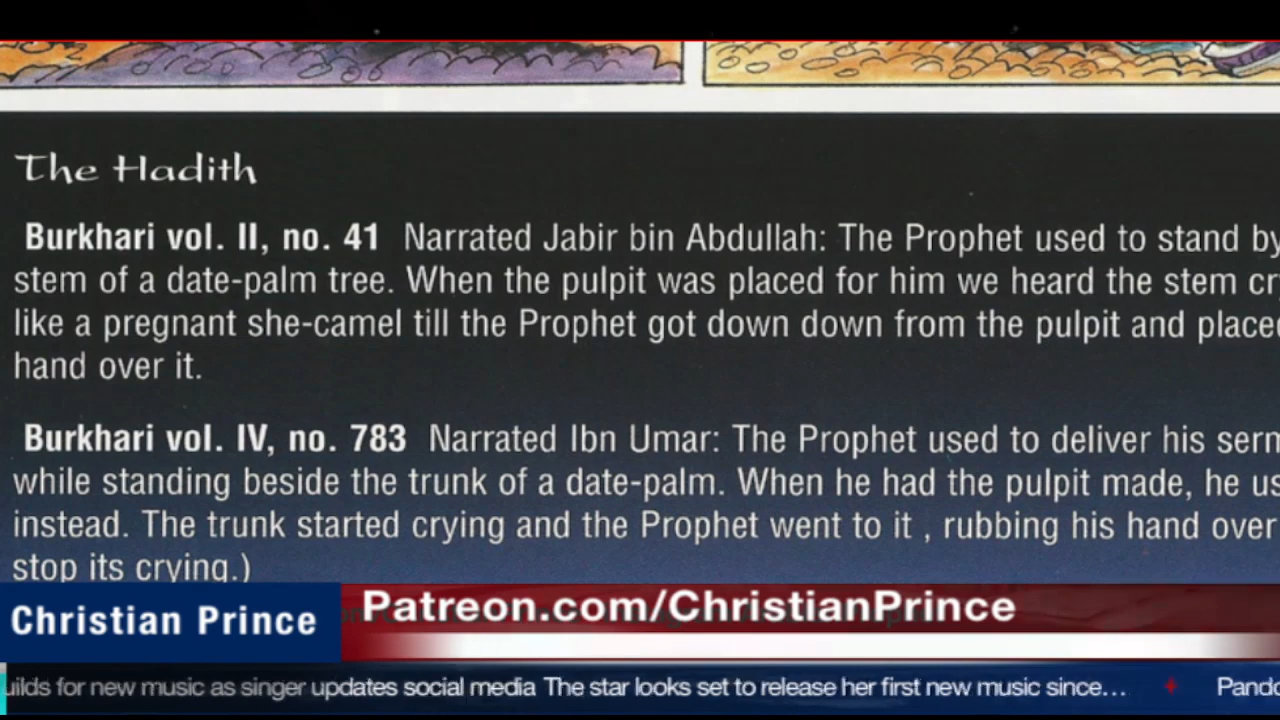 The Hadith
Burkhari vol. II, no. 41 Narrated Jabir bin Abdullah: The Prophet used to stand by
stem of a date-palm tree. When the pulpit was placed for him we heard the stem cr
like a pregnant she-camel till the Prophet got down down from the pulpit and place
hand over it.
Burkhari vol. IV, no. 783 Narrated Ibn Umar: The Prophet used to deliver his serm
while standing beside the trunk of a date-palm. When he had the pulpit made, he us
instead. The trunk started crying and the Prophet went to it , rubbing his hand over
stop its crying.)
Christian Prince
Patreon.com/ChristianPrince
uilds for new music as singer updates social media The star looks set to release her first new music since... Pando